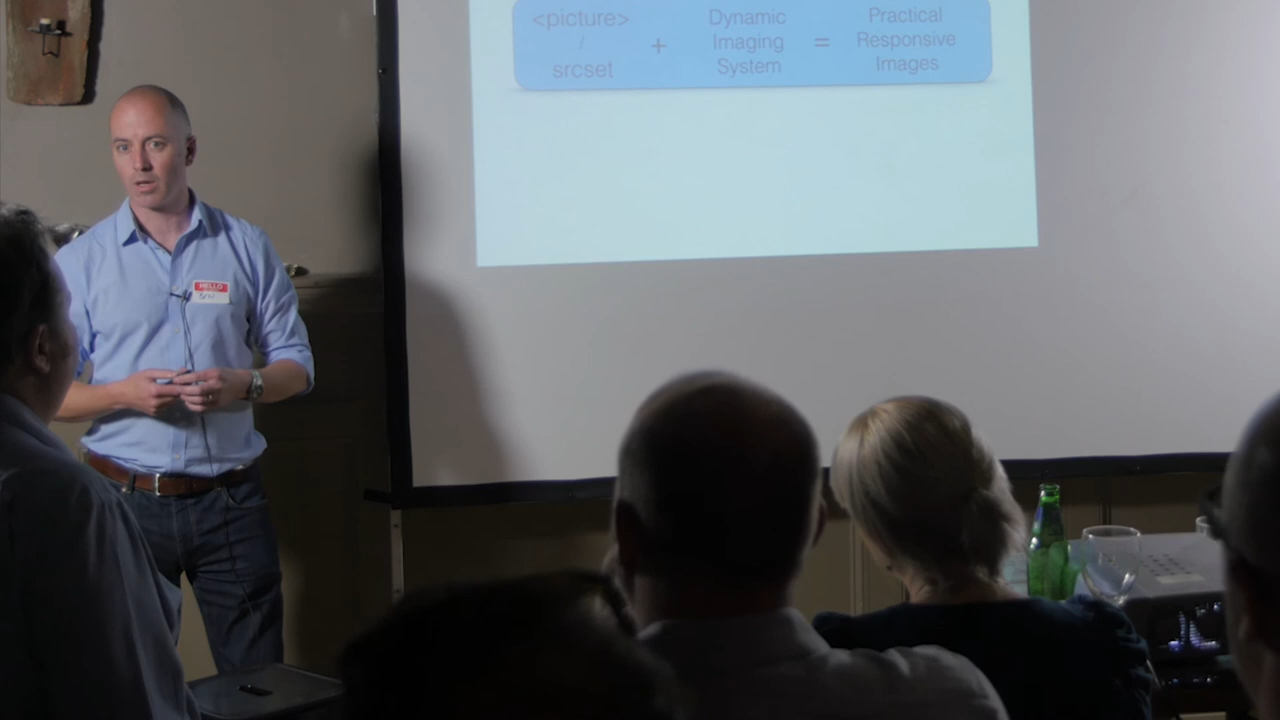 <picture>
/
srcset
+
Dynamic
Imaging
System
=
Practical
Responsive
Images
HELLO